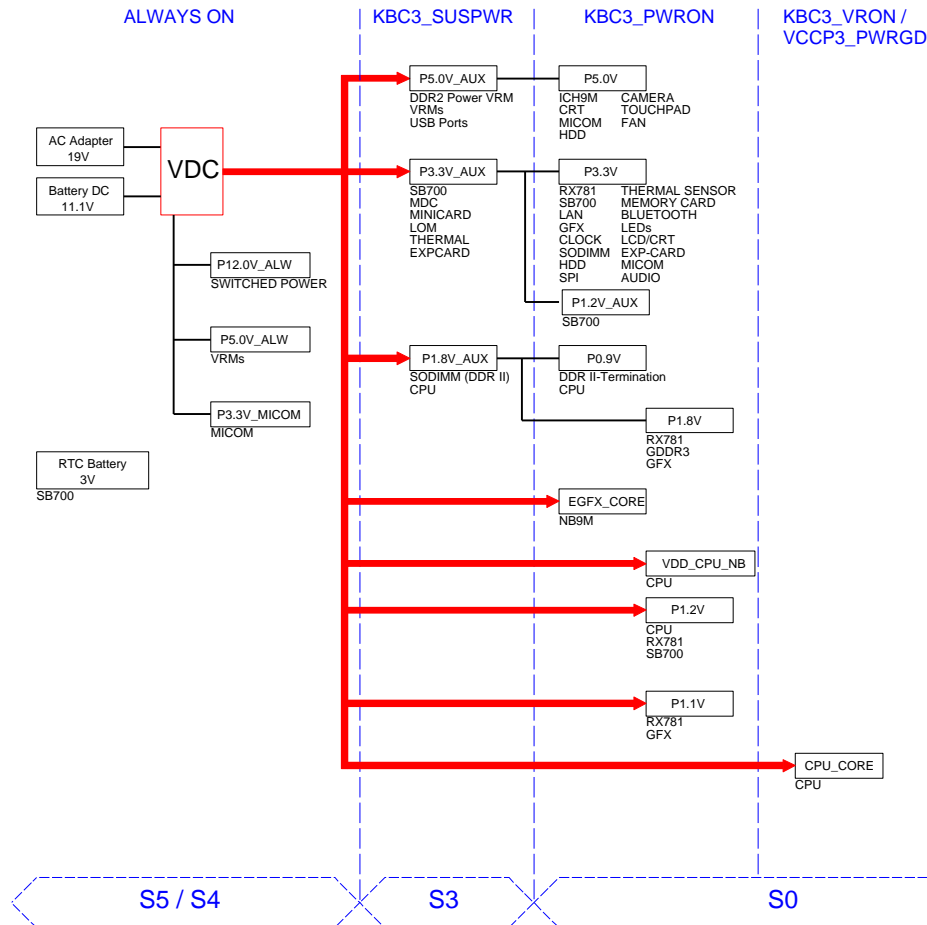 ALWAYS ON
KBC3_SUSPWR
KBC3_PWRON
KBC3_VRON /
VCCP3_PWRGD
P5.0V_AUX
DDR2 Power VRM
VRMs
USB Ports
P5.0V
ICH9M CAMERA
CRT TOUCHPAD
MICOM FAN
HDD
AC Adapter
19V
Battery DC
11.1V
VDC
P3.3V_AUX
SB700
MDC
MINICARD
LOM
THERMAL
EXPCARD
P3.3V
RX781 THERMAL SENSOR
SB700 MEMORY CARD
LAN BLUETOOTH
GFX LEDs
CLOCK LCD/CRT
SODIMM EXP-CARD
HDD MICOM
SPI AUDIO
P12.0V_ALW
SWITCHED POWER
P1.2V_AUX
SB700
P5.0V_ALW
VRMs
P1.8V_AUX
SODIMM (DDR II)
CPU
P0.9V
DDR II-Termination
CPU
P3.3V_MICOM
MICOM
P1.8V
RX781
GDDR3
GFX
RTC Battery
3V
SB700
EGFX_CORE
NB9M
VDD_CPU_NB
CPU
P1.2V
CPU
RX781
SB700
P1.1V
RX781
GFX
CPU_CORE
CPU
S5 / S4
S3
S0